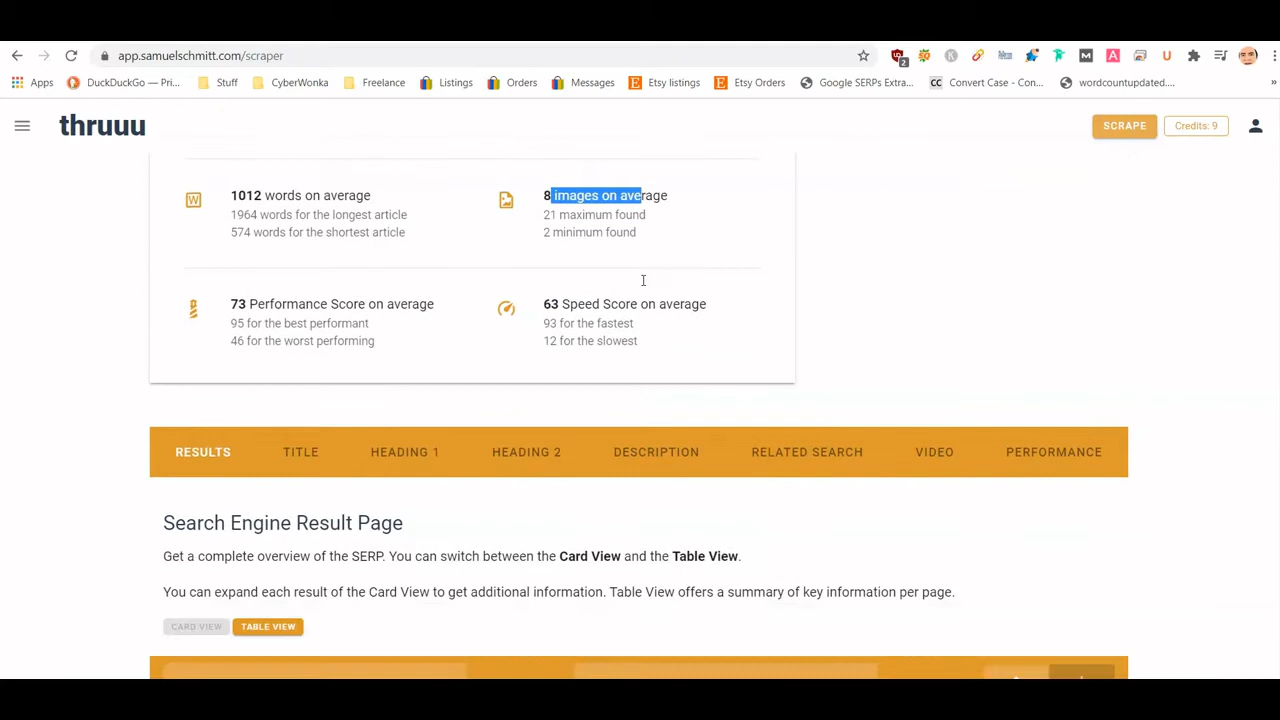 app.samuelschmitt.com/scraper
Apps DuckDuckGo — Pri... Stuff CyberWonka Freelance Listings Orders Messages Etsy listings Etsy Orders Google SERPs Extra... CC Convert Case - Con... wordcountupdated.... »
thruuu SCRAPE Credits: 9
1012 words on average
1964 words for the longest article
574 words for the shortest article
8 images on average
21 maximum found
2 minimum found
73 Performance Score on average
95 for the best performant
46 for the worst performing
63 Speed Score on average
93 for the fastest
12 for the slowest
RESULTS TITLE HEADING 1 HEADING 2 DESCRIPTION RELATED SEARCH VIDEO PERFORMANCE
Search Engine Result Page
Get a complete overview of the SERP. You can switch between the Card View and the Table View.
You can expand each result of the Card View to get additional information. Table View offers a summary of key information per page.
CARD VIEW TABLE VIEW